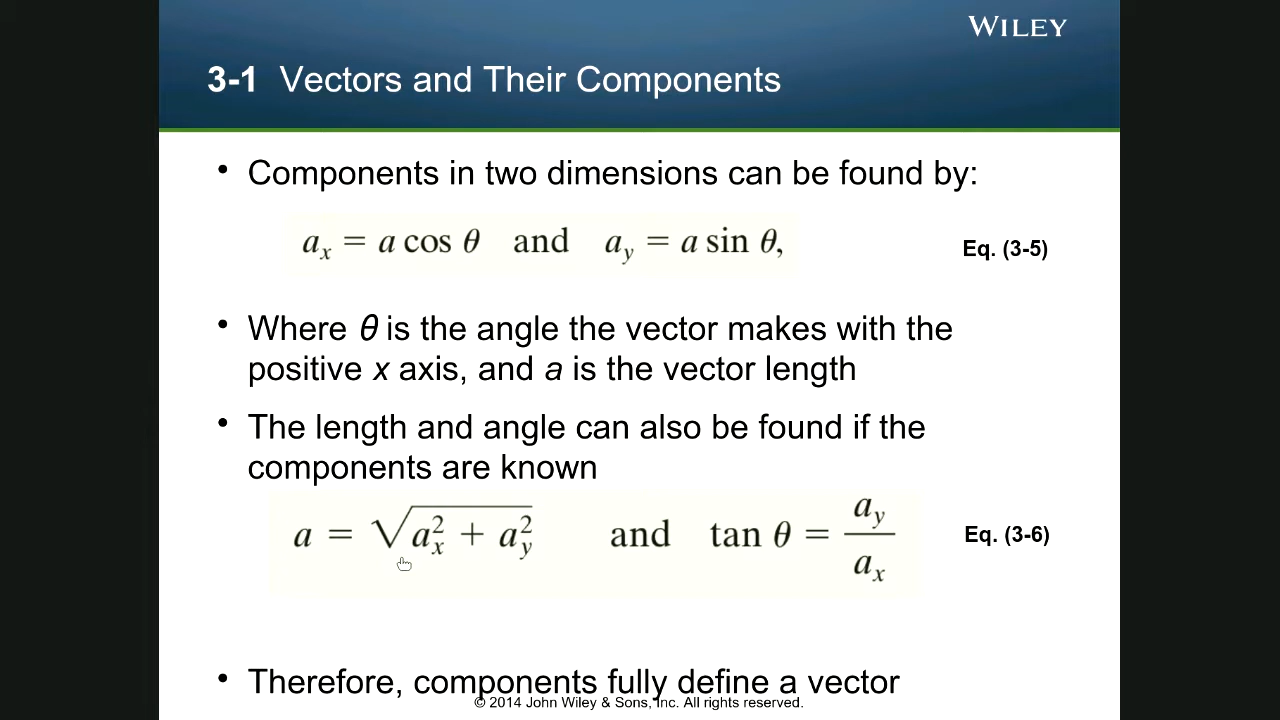 WILEY
3-1 Vectors and Their Components
• Components in two dimensions can be found by:
aₓ = a cos θ and a_y = a sin θ, Eq. (3-5)
• Where θ is the angle the vector makes with the
positive x axis, and a is the vector length
• The length and angle can also be found if the
components are known
a = √(aₓ² + a_y²) and tan θ = a_y / aₓ Eq. (3-6)
• Therefore, components fully define a vector
© 2014 John Wiley & Sons, Inc. All rights reserved.